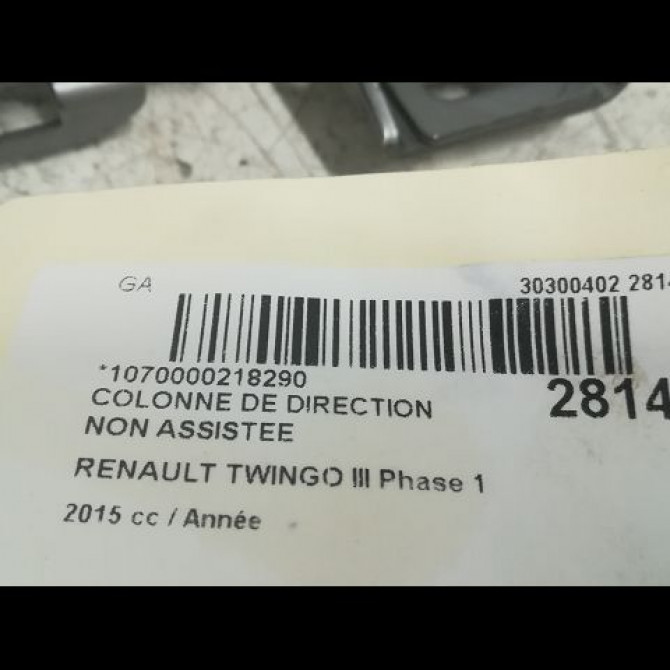 GA 30300402 2814
*1070000218290
COLONNE DE DIRECTION 2814
NON ASSISTEE
RENAULT TWINGO III Phase 1
2015 cc / Année